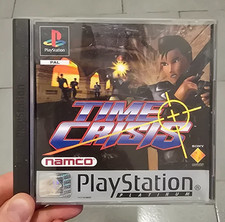 PlayStation
PAL
TIME
CRISIS
namco
SONY
PlayStation
PLATINUM